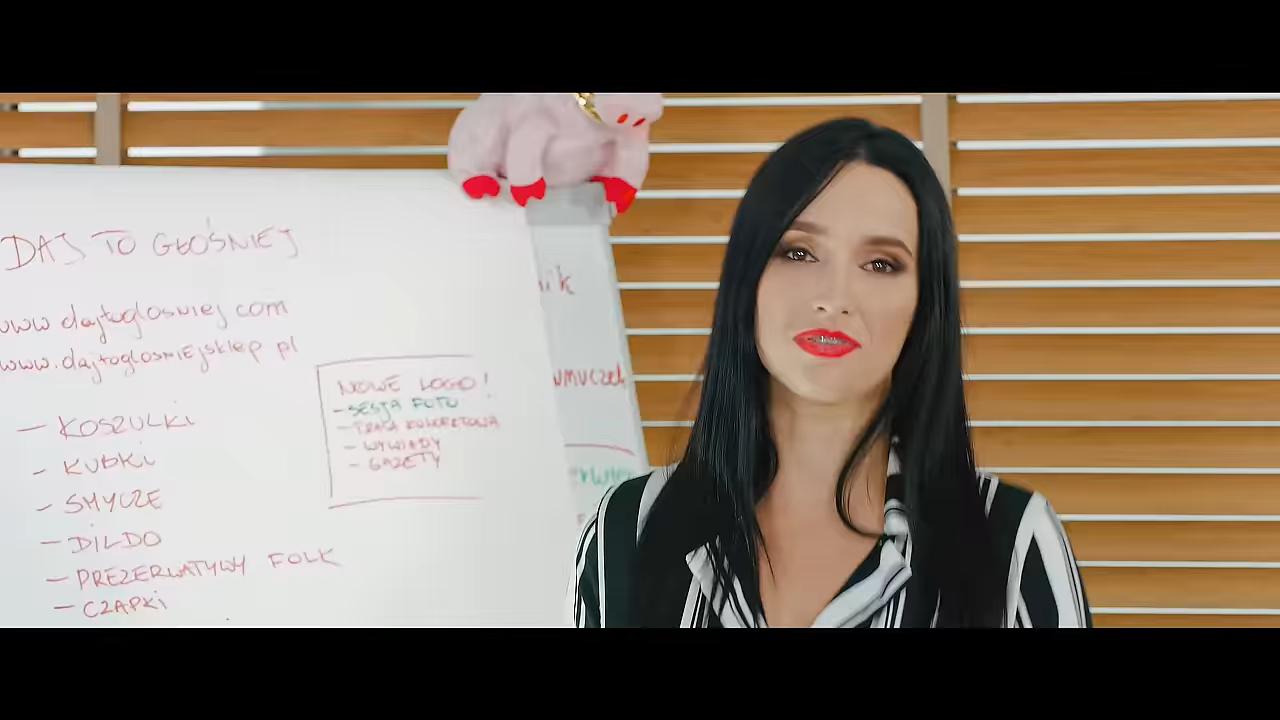 DAJ TO GŁOŚNIEJ
www dajtoglosniej com
www.dajtoglosniejsklep pl
- KOSZULKI
- KUBKI
- SMYCZE
- DILDO
- PREZERWATYWY FOLK
- CZAPKI
NOWE LOGO!
- SESJA FOTO
- TRASA KONCERTOWA
- WYWIADY
- GAZETY